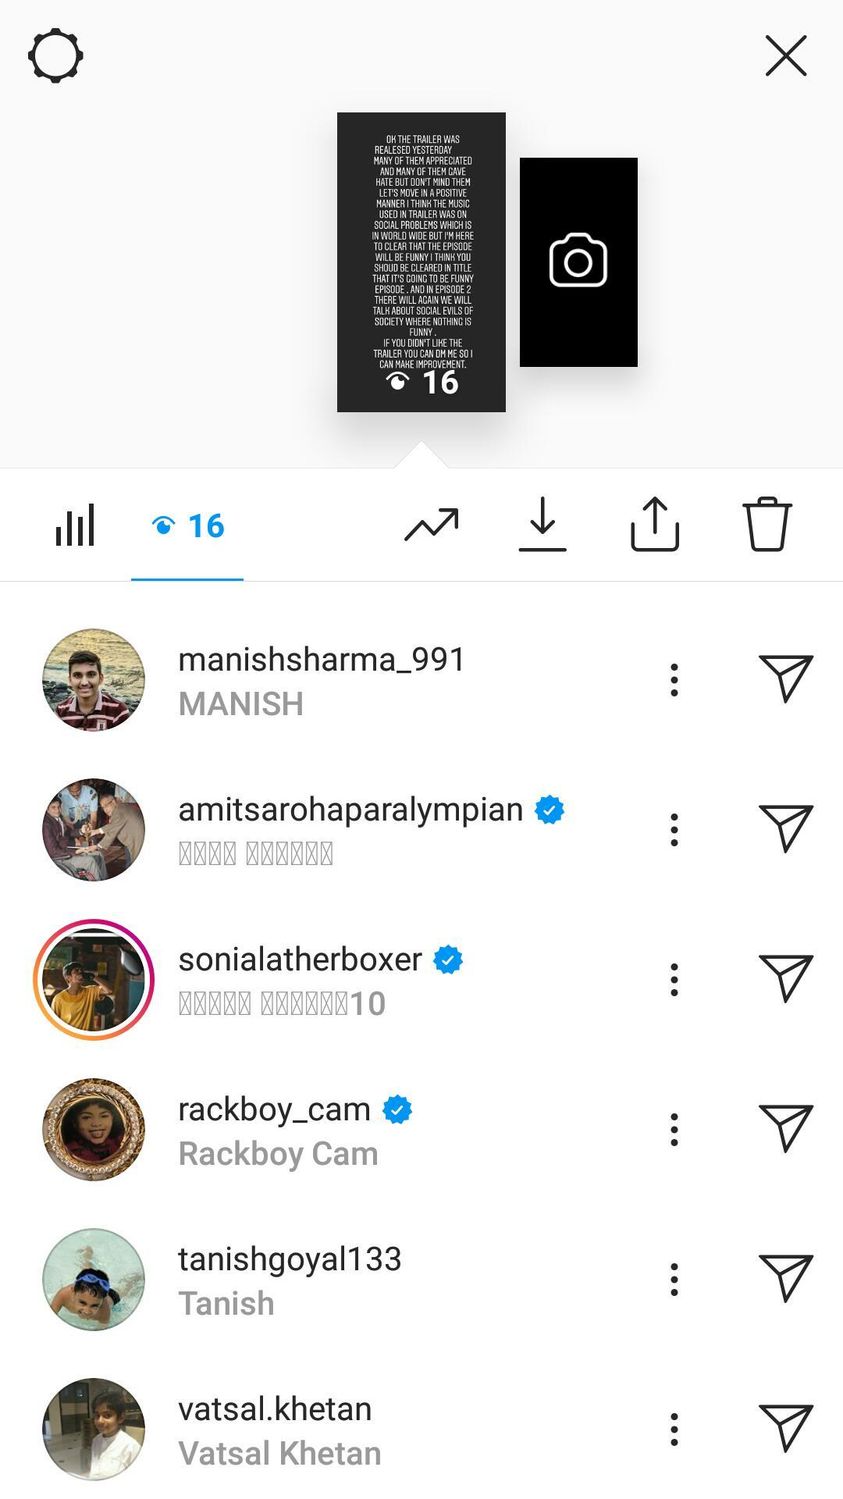 OK THE TRAILER WAS
REALESED YESTERDAY
MANY OF THEM APPRECIATED
AND MANY OF THEM GAVE
HATE BUT DON'T MIND THEM
LET'S MOVE IN A POSITIVE
MANNER I THINK THE MUSIC
USED IN TRAILER WAS ON
SOCIAL PROBLEMS WHICH IS
IN WORLD WIDE BUT I'M HERE
TO CLEAR THAT THE EPISODE
WILL BE FUNNY I THINK YOU
SHOUD BE CLEARED IN TITLE
THAT IT'S GOING TO BE FUNNY
EPISODE . AND IN EPISODE 2
THERE WILL AGAIN WE WILL
TALK ABOUT SOCIAL EVILS OF
SOCIETY WHERE NOTHING IS
FUNNY .
IF YOU DIDN'T LIKE THE
TRAILER YOU CAN DM ME SO I
CAN MAKE IMPROVEMENT.
16
16
manishsharma_991
MANISH
amitsarohaparalympian
sonialatherboxer
10
rackboy_cam
Rackboy Cam
tanishgoyal133
Tanish
vatsal.khetan
Vatsal Khetan